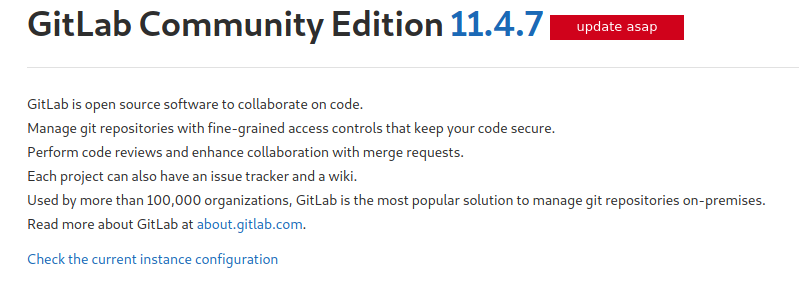 GitLab Community Edition 11.4.7 update asap
GitLab is open source software to collaborate on code.
Manage git repositories with fine-grained access controls that keep your code secure.
Perform code reviews and enhance collaboration with merge requests.
Each project can also have an issue tracker and a wiki.
Used by more than 100,000 organizations, GitLab is the most popular solution to manage git repositories on-premises.
Read more about GitLab at about.gitlab.com.
Check the current instance configuration